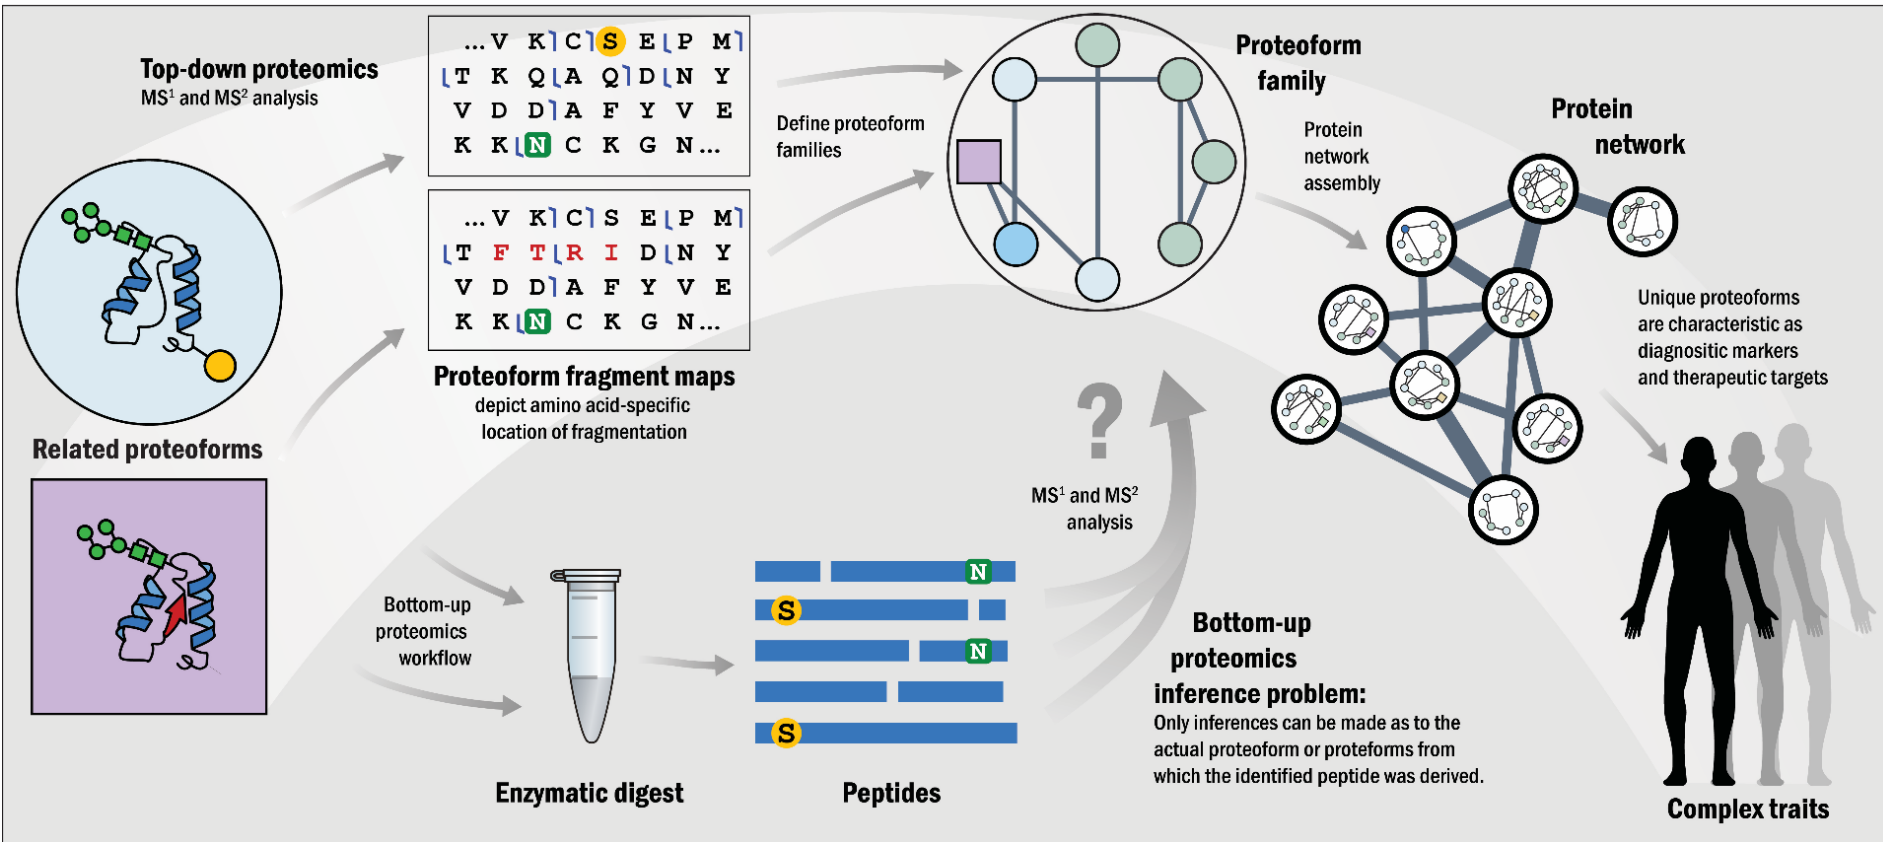 Top-down proteomics
MS¹ and MS² analysis
...V K C S E P M
T K Q A Q D N Y
V D D A F Y V E
K K N C K G N...
...V K C S E P M
T F T R I D N Y
V D D A F Y V E
K K N C K G N...
Proteoform fragment maps
depict amino acid-specific
location of fragmentation
Related proteoforms
Define proteoform
families
Proteoform
family
Protein
network
assembly
Protein
network
Unique proteoforms
are characteristic as
diagnositic markers
and therapeutic targets
Complex traits
Bottom-up
proteomics
workflow
Enzymatic digest
N
S
N
S
Peptides
?
MS¹ and MS²
analysis
Bottom-up
proteomics
inference problem:
Only inferences can be made as to the
actual proteoform or proteforms from
which the identified peptide was derived.